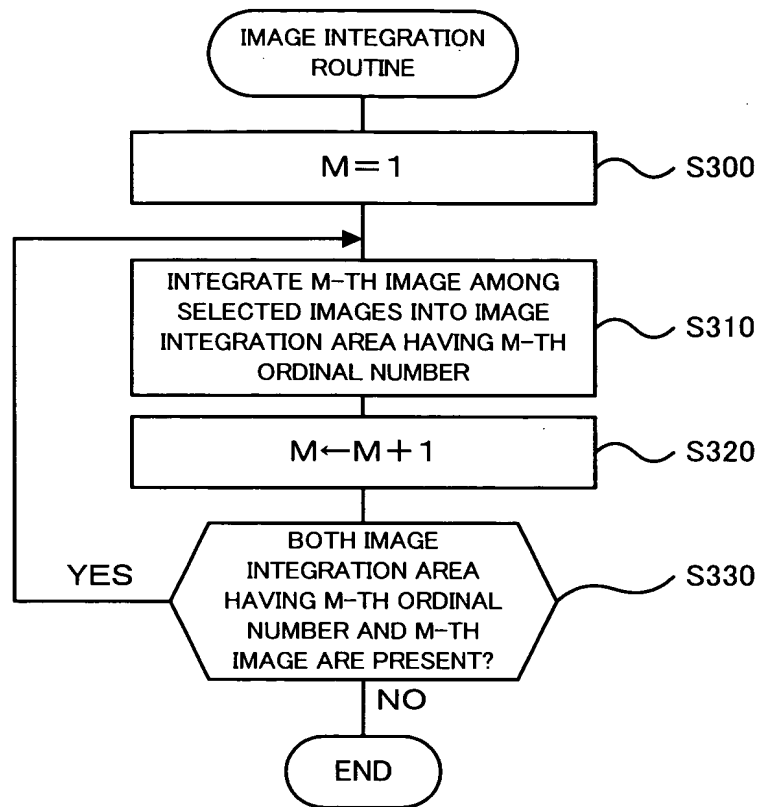 IMAGE INTEGRATION
ROUTINE
M=1
S300
INTEGRATE M-TH IMAGE AMONG
SELECTED IMAGES INTO IMAGE
INTEGRATION AREA HAVING M-TH
ORDINAL NUMBER
S310
M←M+1
S320
BOTH IMAGE
INTEGRATION AREA
HAVING M-TH ORDINAL
NUMBER AND M-TH
IMAGE ARE PRESENT?
YES
S330
NO
END